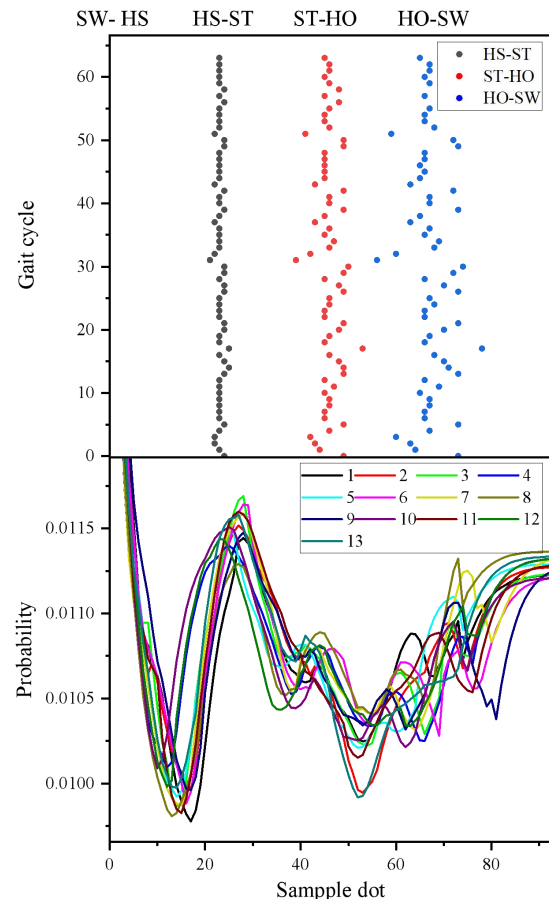 SW- HS HS-ST ST-HO HO-SW
60
50
40
30
20
10
0
Gait cycle
HS-ST
ST-HO
HO-SW
0.0115
0.0110
0.0105
0.0100
Probability
1 2 3 4
5 6 7 8
9 10 11 12
13
0 20 40 60 80
Sampple dot